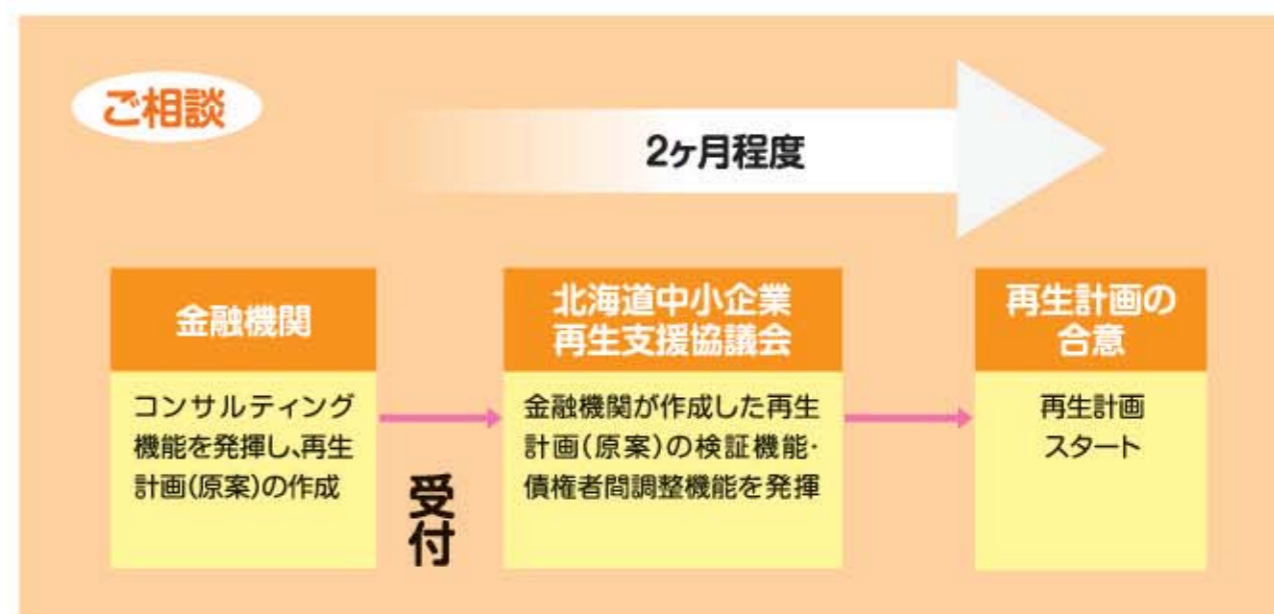 ご相談
2ヶ月程度
金融機関
コンサルティング
機能を発揮し、再生
計画(原案)の作成
受付
北海道中小企業
再生支援協議会
金融機関が作成した再生
計画(原案)の検証機能・
債権者間調整機能を発揮
再生計画の
合意
再生計画
スタート